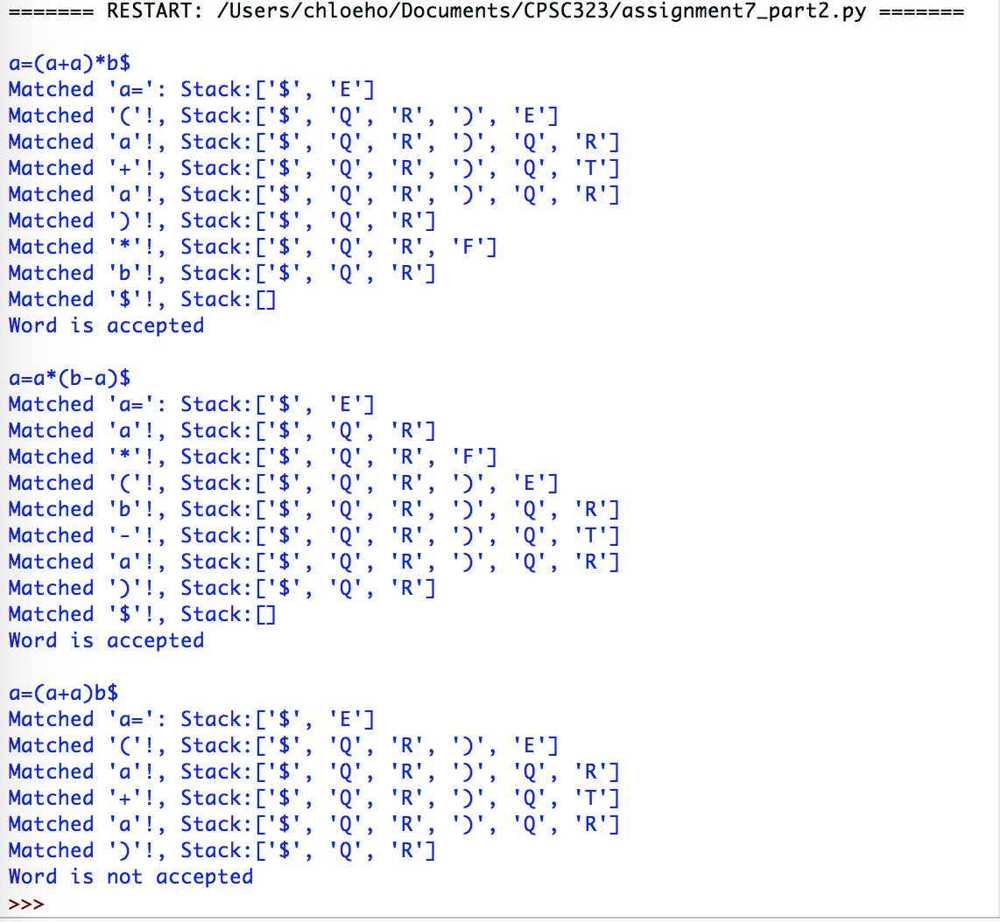 ======= RESTART: /Users/chloeho/Documents/CPSC323/assignment7_part2.py =======
a=(a+a)*b$
Matched 'a=': Stack:['$', 'E']
Matched '('!, Stack:['$', 'Q', 'R', ')', 'E']
Matched 'a'!, Stack:['$', 'Q', 'R', ')', 'Q', 'R']
Matched '+'!, Stack:['$', 'Q', 'R', ')', 'Q', 'T']
Matched 'a'!, Stack:['$', 'Q', 'R', ')', 'Q', 'R']
Matched ')'!, Stack:['$', 'Q', 'R']
Matched '*'!, Stack:['$', 'Q', 'R', 'F']
Matched 'b'!, Stack:['$', 'Q', 'R']
Matched '$'!, Stack:[]
Word is accepted
a=a*(b-a)$
Matched 'a=': Stack:['$', 'E']
Matched 'a'!, Stack:['$', 'Q', 'R']
Matched '*'!, Stack:['$', 'Q', 'R', 'F']
Matched '('!, Stack:['$', 'Q', 'R', ')', 'E']
Matched 'b'!, Stack:['$', 'Q', 'R', ')', 'Q', 'R']
Matched '-'!, Stack:['$', 'Q', 'R', ')', 'Q', 'T']
Matched 'a'!, Stack:['$', 'Q', 'R', ')', 'Q', 'R']
Matched ')'!, Stack:['$', 'Q', 'R']
Matched '$'!, Stack:[]
Word is accepted
a=(a+a)b$
Matched 'a=': Stack:['$', 'E']
Matched '('!, Stack:['$', 'Q', 'R', ')', 'E']
Matched 'a'!, Stack:['$', 'Q', 'R', ')', 'Q', 'R']
Matched '+'!, Stack:['$', 'Q', 'R', ')', 'Q', 'T']
Matched 'a'!, Stack:['$', 'Q', 'R', ')', 'Q', 'R']
Matched ')'!, Stack:['$', 'Q', 'R']
Word is not accepted
>>>